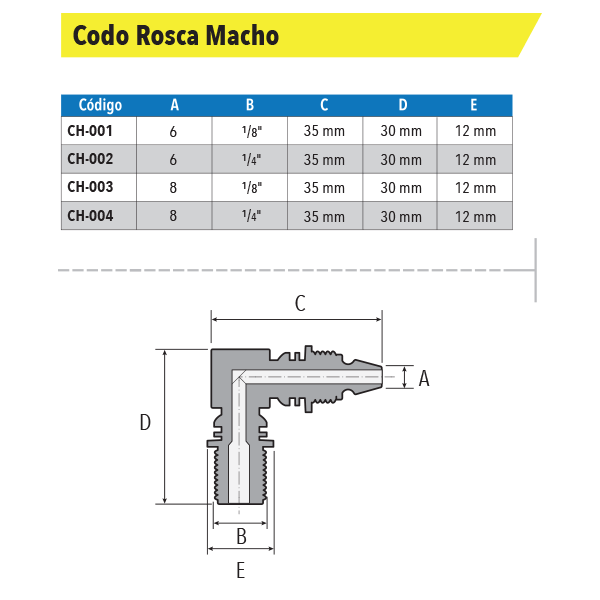 Codo Rosca Macho
Código A B C D E
CH-001 6 1/8" 35 mm 30 mm 12 mm
CH-002 6 1/4" 35 mm 30 mm 12 mm
CH-003 8 1/8" 35 mm 30 mm 12 mm
CH-004 8 1/4" 35 mm 30 mm 12 mm
C
A
D
B
E